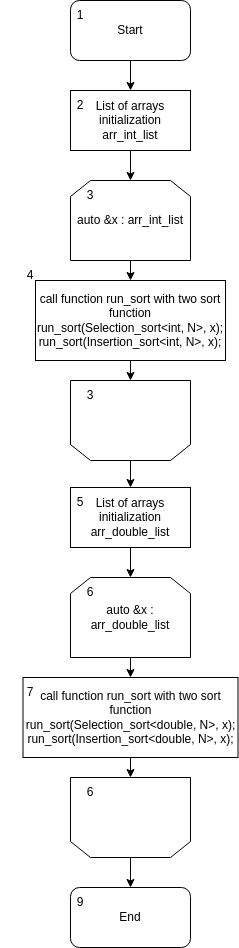 1
Start
2 List of arrays
initialization
arr_int_list
3
auto &x : arr_int_list
4
call function run_sort with two sort
function
run_sort(Selection_sort<int, N>, x);
run_sort(Insertion_sort<int, N>, x);
3
5 List of arrays
initialization
arr_double_list
6
auto &x :
arr_double_list
7 call function run_sort with two sort
function
run_sort(Selection_sort<double, N>, x);
run_sort(Insertion_sort<double, N>, x);
6
9
End